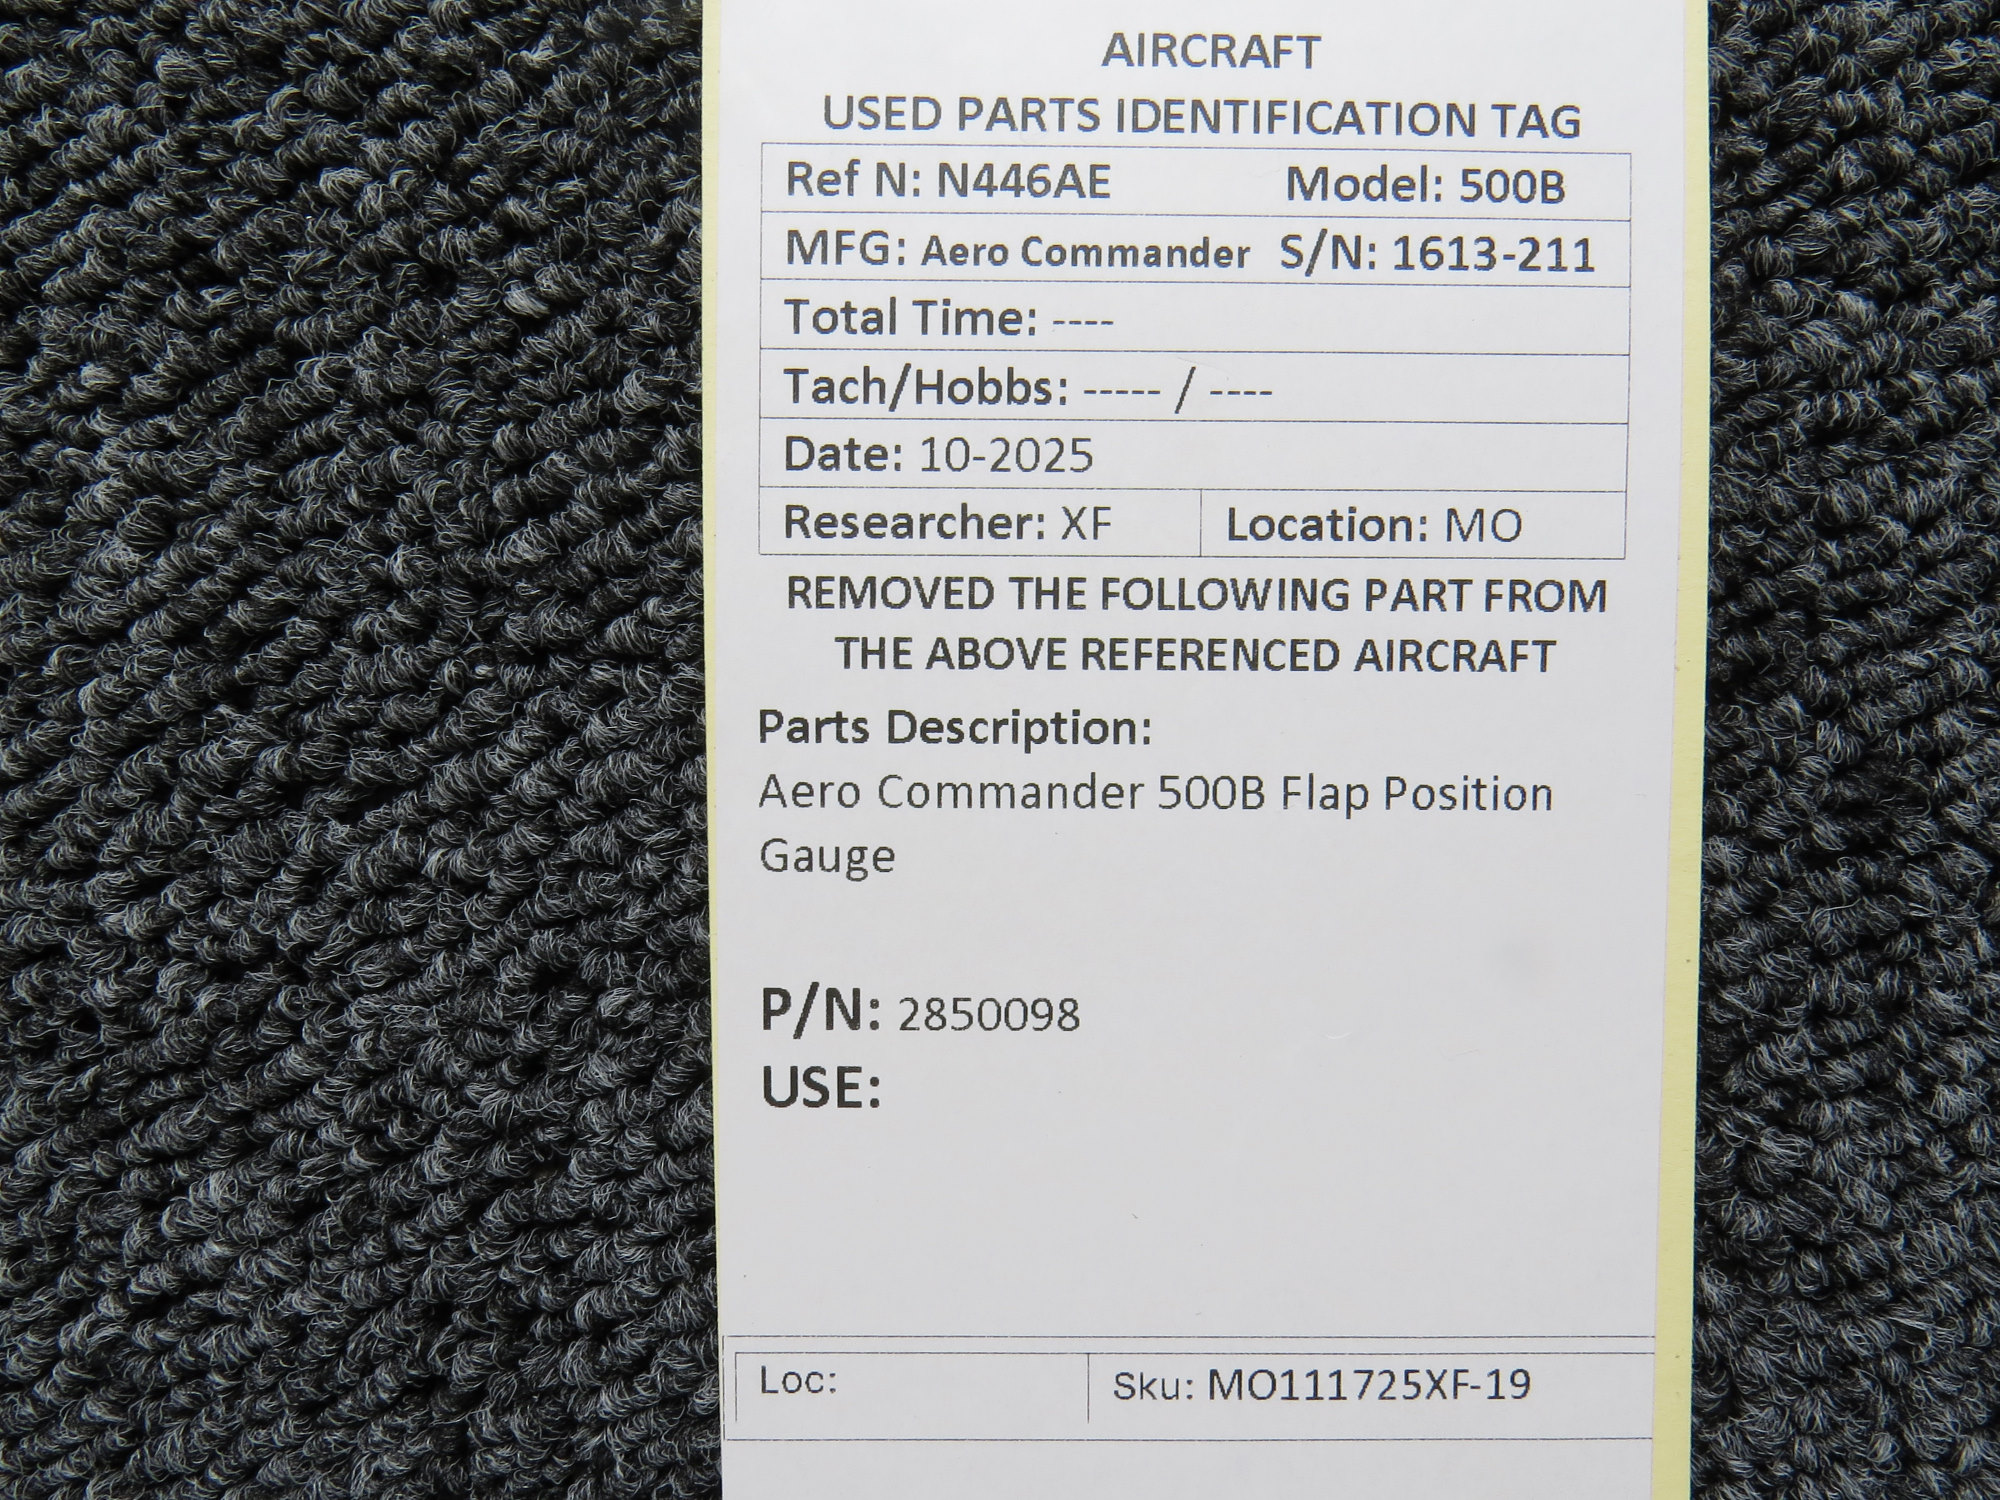 AIRCRAFT
USED PARTS IDENTIFICATION TAG
Ref N: N446AE Model: 500B
MFG: Aero Commander S/N: 1613-211
Total Time: ----
Tach/Hobbs: ----- / ----
Date: 10-2025
Researcher: XF Location: MO
REMOVED THE FOLLOWING PART FROM
THE ABOVE REFERENCED AIRCRAFT
Parts Description:
Aero Commander 500B Flap Position
Gauge
P/N: 2850098
USE:
Loc: Sku: MO111725XF-19